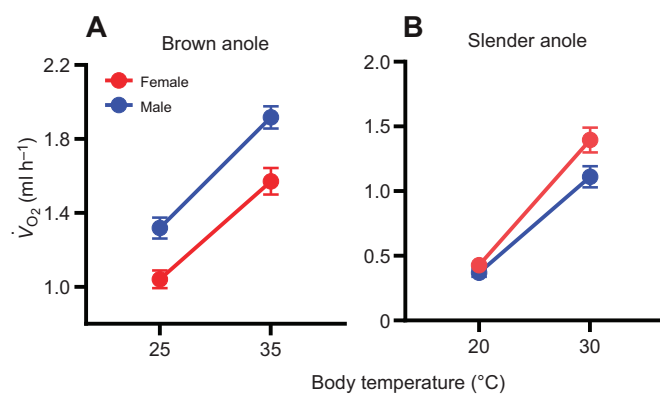 A
Brown anole
Female
Male
2.2
1.8
1.4
1.0
V̇O₂ (ml h⁻¹)
25
35
B
Slender anole
2.0
1.5
1.0
0.5
0
20
30
Body temperature (°C)